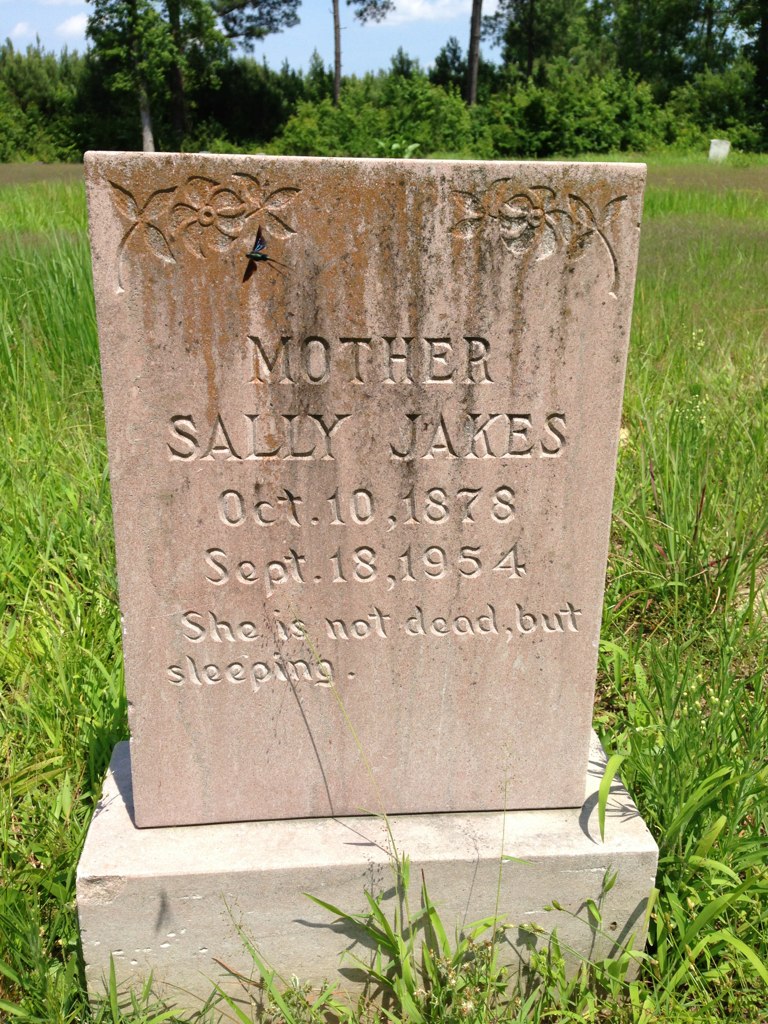 MOTHER
SALLY JAKES
Oct. 10, 1878
Sept. 18, 1954
She is not dead, but
sleeping.